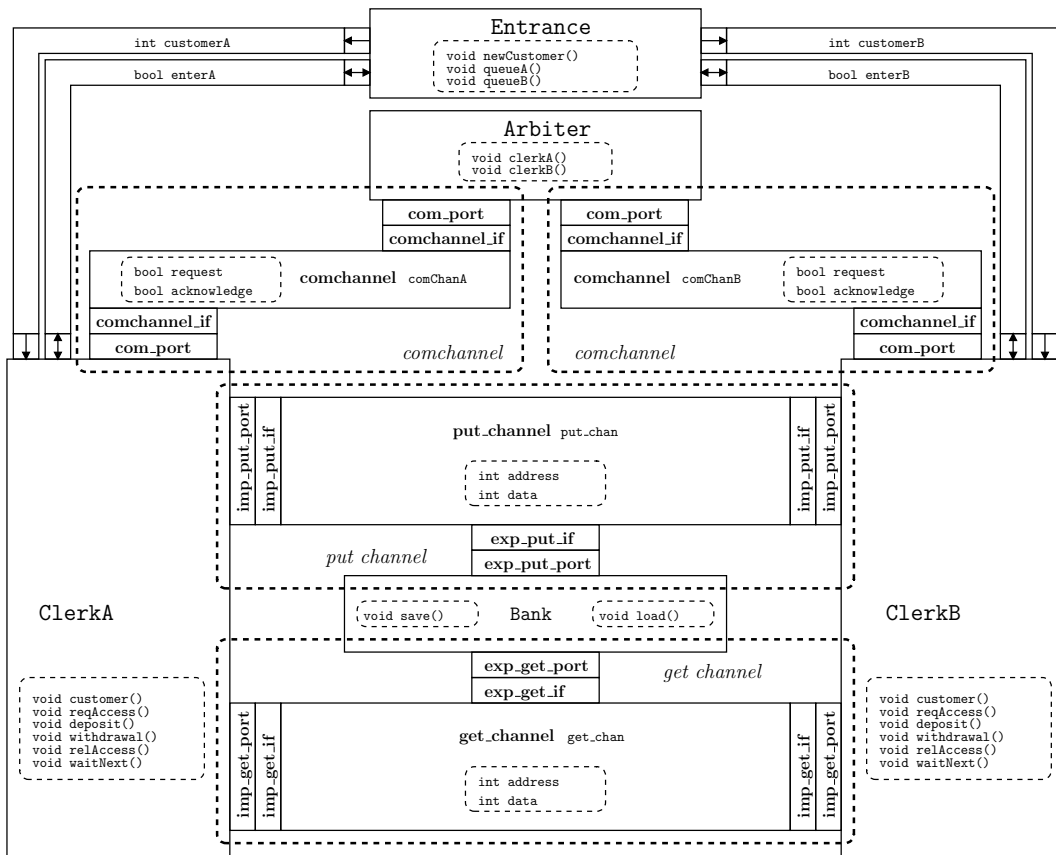 Entrance
int customerA
int customerB
void newCustomer()
void queueA()
void queueB()
bool enterA
bool enterB
Arbiter
void clerkA()
void clerkB()
com_port
com_port
comchannel_if
comchannel_if
bool request
bool acknowledge
comchannel comChanA
comchannel comChanB
bool request
bool acknowledge
comchannel_if
comchannel_if
com_port
com_port
comchannel
comchannel
imp_put_port
imp_put_if
put_channel put_chan
int address
int data
imp_put_if
imp_put_port
exp_put_if
put channel
exp_put_port
ClerkA
void save()
Bank
void load()
ClerkB
exp_get_port
get channel
exp_get_if
void customer()
void reqAccess()
void deposit()
void withdrawal()
void relAccess()
void waitNext()
imp_get_port
imp_get_if
get_channel get_chan
int address
int data
imp_get_if
imp_get_port
void customer()
void reqAccess()
void deposit()
void withdrawal()
void relAccess()
void waitNext()